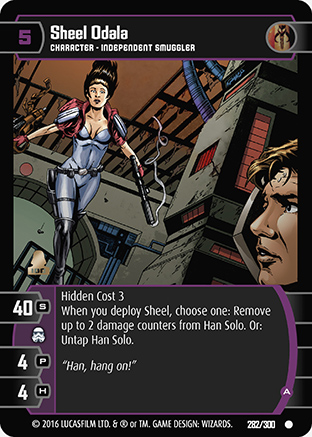 5 Sheel Odala
CHARACTER - INDEPENDENT SMUGGLER
40 S
Hidden Cost 3
When you deploy Sheel, choose one: Remove
up to 2 damage counters from Han Solo. Or:
Untap Han Solo.
4 P
"Han, hang on!"
4 H
A
© 2016 LUCASFILM LTD. & ® or TM. GAME DESIGN: WIZARDS. 282/300